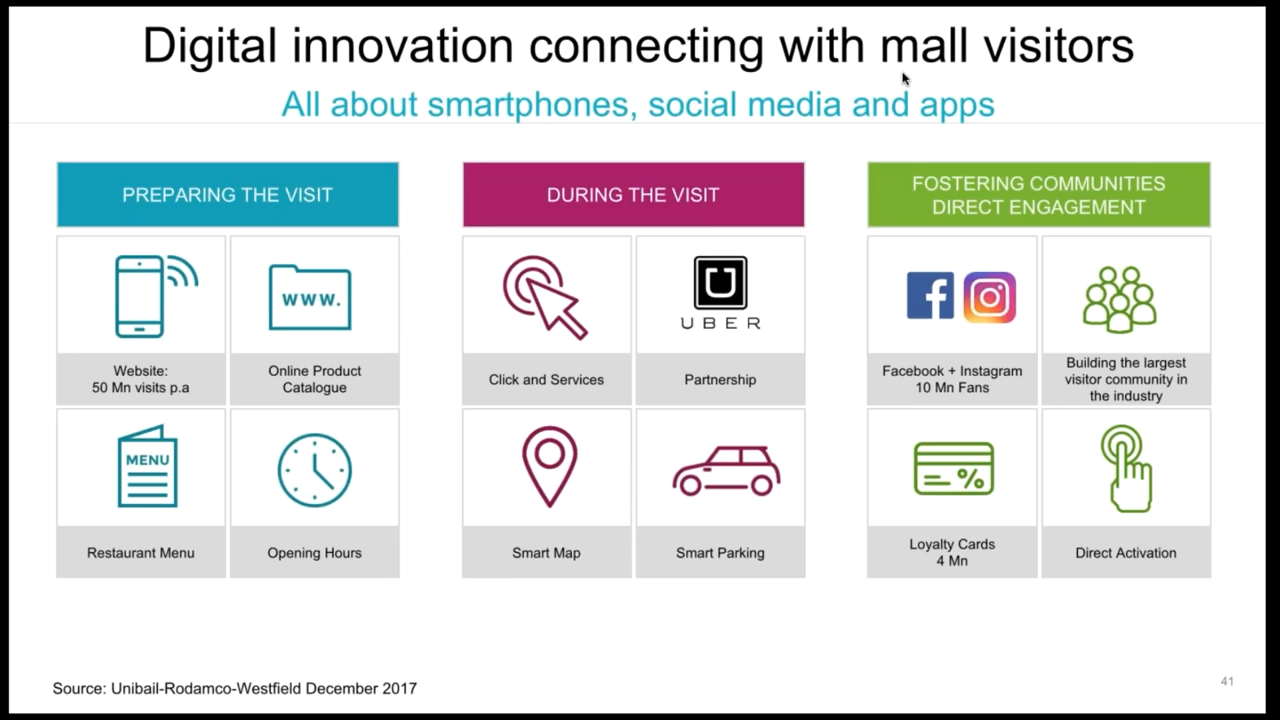 Digital innovation connecting with mall visitors
All about smartphones, social media and apps
PREPARING THE VISIT
www.
Website:
50 Mn visits p.a
Online Product
Catalogue
MENU
Restaurant Menu
Opening Hours
DURING THE VISIT
U
UBER
Click and Services
Partnership
Smart Map
Smart Parking
FOSTERING COMMUNITIES
DIRECT ENGAGEMENT
f
Facebook + Instagram
10 Mn Fans
Building the largest
visitor community in
the industry
%
Loyalty Cards
4 Mn
Direct Activation
Source: Unibail-Rodamco-Westfield December 2017
41